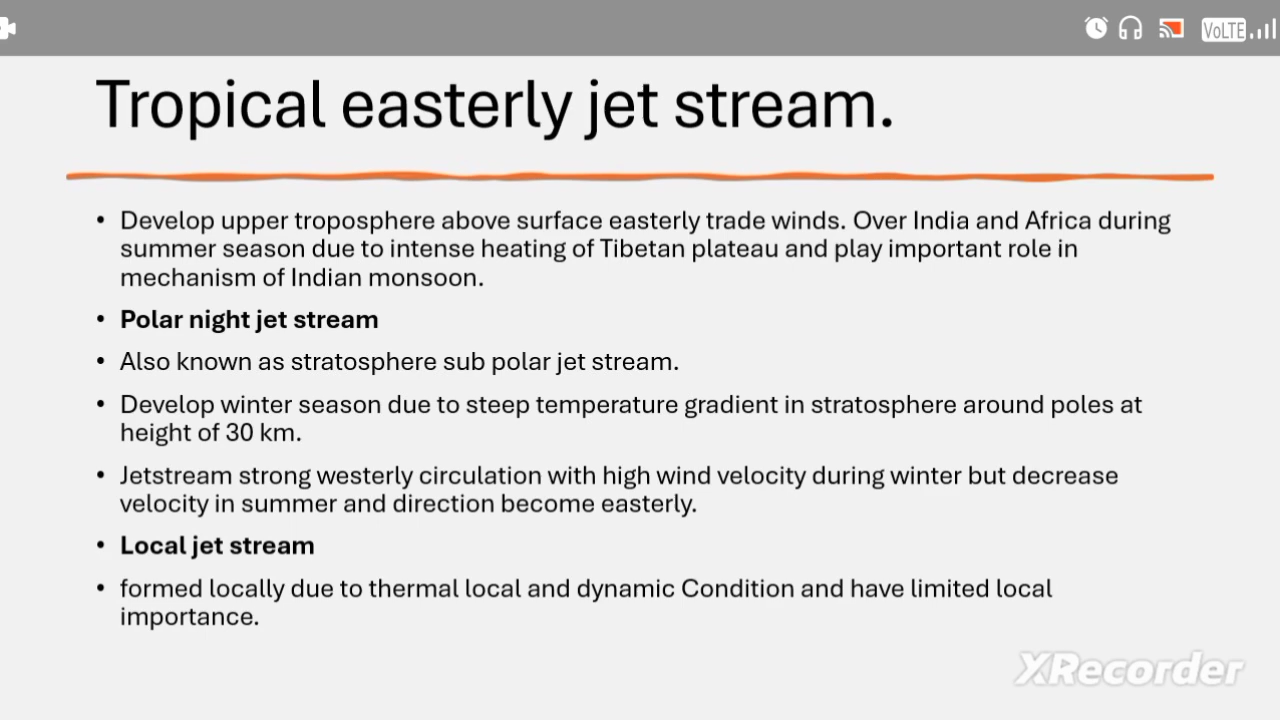 VoLTE
Tropical easterly jet stream.
• Develop upper troposphere above surface easterly trade winds. Over India and Africa during
summer season due to intense heating of Tibetan plateau and play important role in
mechanism of Indian monsoon.
• Polar night jet stream
• Also known as stratosphere sub polar jet stream.
• Develop winter season due to steep temperature gradient in stratosphere around poles at
height of 30 km.
• Jetstream strong westerly circulation with high wind velocity during winter but decrease
velocity in summer and direction become easterly.
• Local jet stream
• formed locally due to thermal local and dynamic Condition and have limited local
importance.
XRecorder